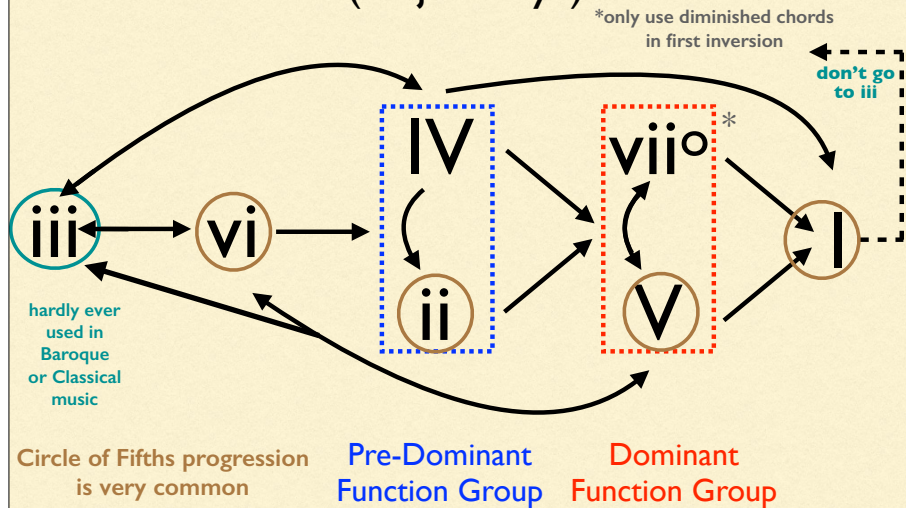 *only use diminished chords
in first inversion
don't go
to iii
IV
viio
*
iii
vi
I
ii
V
hardly ever
used in
Baroque
or Classical
music
Circle of Fifths progression
is very common
Pre-Dominant
Function Group
Dominant
Function Group